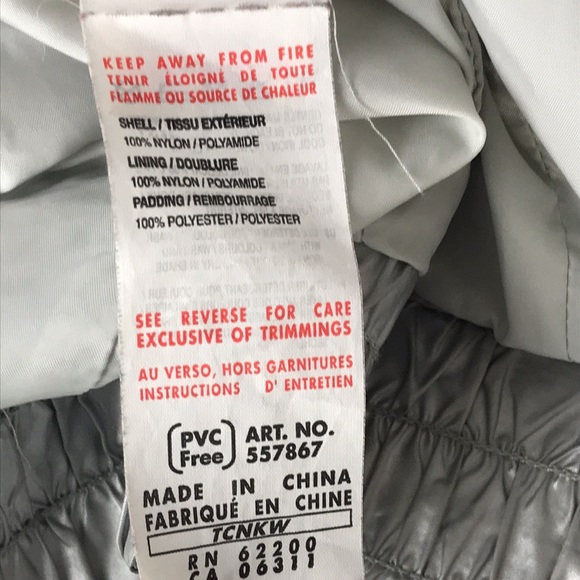 KEEP AWAY FROM FIRE
TENIR ÉLOIGNÉ DE TOUTE
FLAMME OU SOURCE DE CHALEUR
SHELL / TISSU EXTÉRIEUR
100% NYLON / POLYAMIDE
LINING / DOUBLURE
100% NYLON / POLYAMIDE
PADDING / REMBOURRAGE
100% POLYESTER / POLYESTER
SEE REVERSE FOR CARE
EXCLUSIVE OF TRIMMINGS
AU VERSO, HORS GARNITURES
INSTRUCTIONS D' ENTRETIEN
PVC Free ART. NO. 557867
MADE IN CHINA
FABRIQUÉ EN CHINE
TCNKW
RN 62200
CA 06311